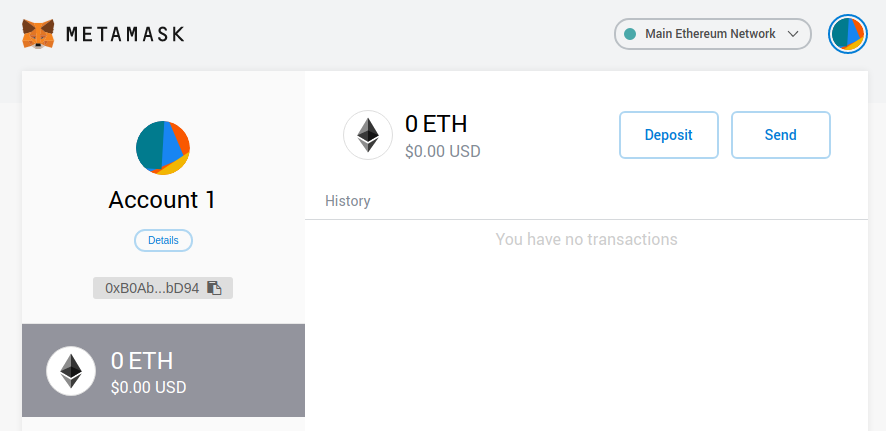 METAMASK
Main Ethereum Network
Account 1
Details
0xB0Ab...bD94
0 ETH
$0.00 USD
0 ETH
$0.00 USD
Deposit
Send
History
You have no transactions